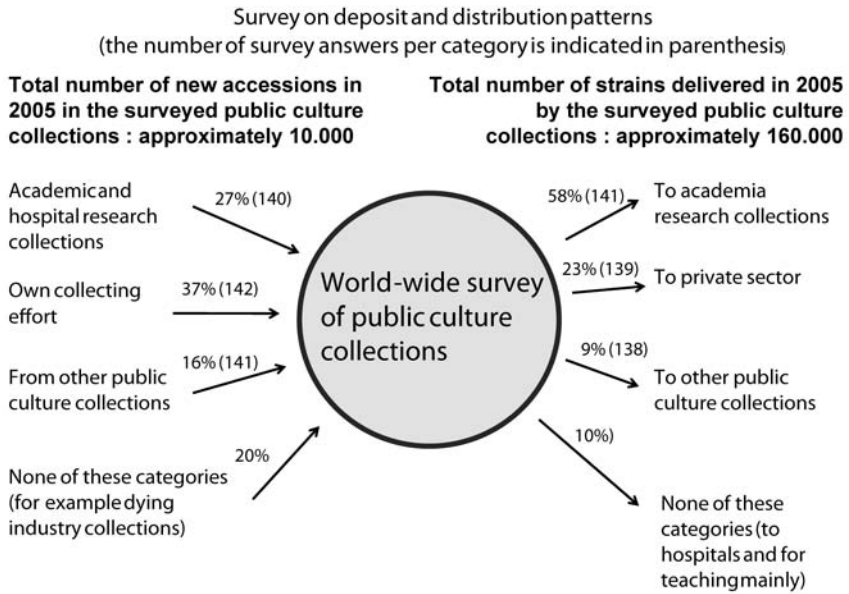 Survey on deposit and distribution patterns
(the number of survey answers per category is indicated in parenthesis)
Total number of new accessions in
2005 in the surveyed public culture
collections : approximately 10.000
Total number of strains delivered in 2005
by the surveyed public culture
collections : approximately 160.000
Academic and
hospital research
collections
27% (140)
Own collecting
effort
37% (142)
From other public
culture collections
16% (141)
None of these categories
(for example dying
industry collections)
20%
World-wide survey
of public culture
collections
58% (141)
To academia
research collections
23% (139)
To private sector
9% (138)
To other public
culture collections
10%)
None of these
categories (to
hospitals and for
teaching mainly)